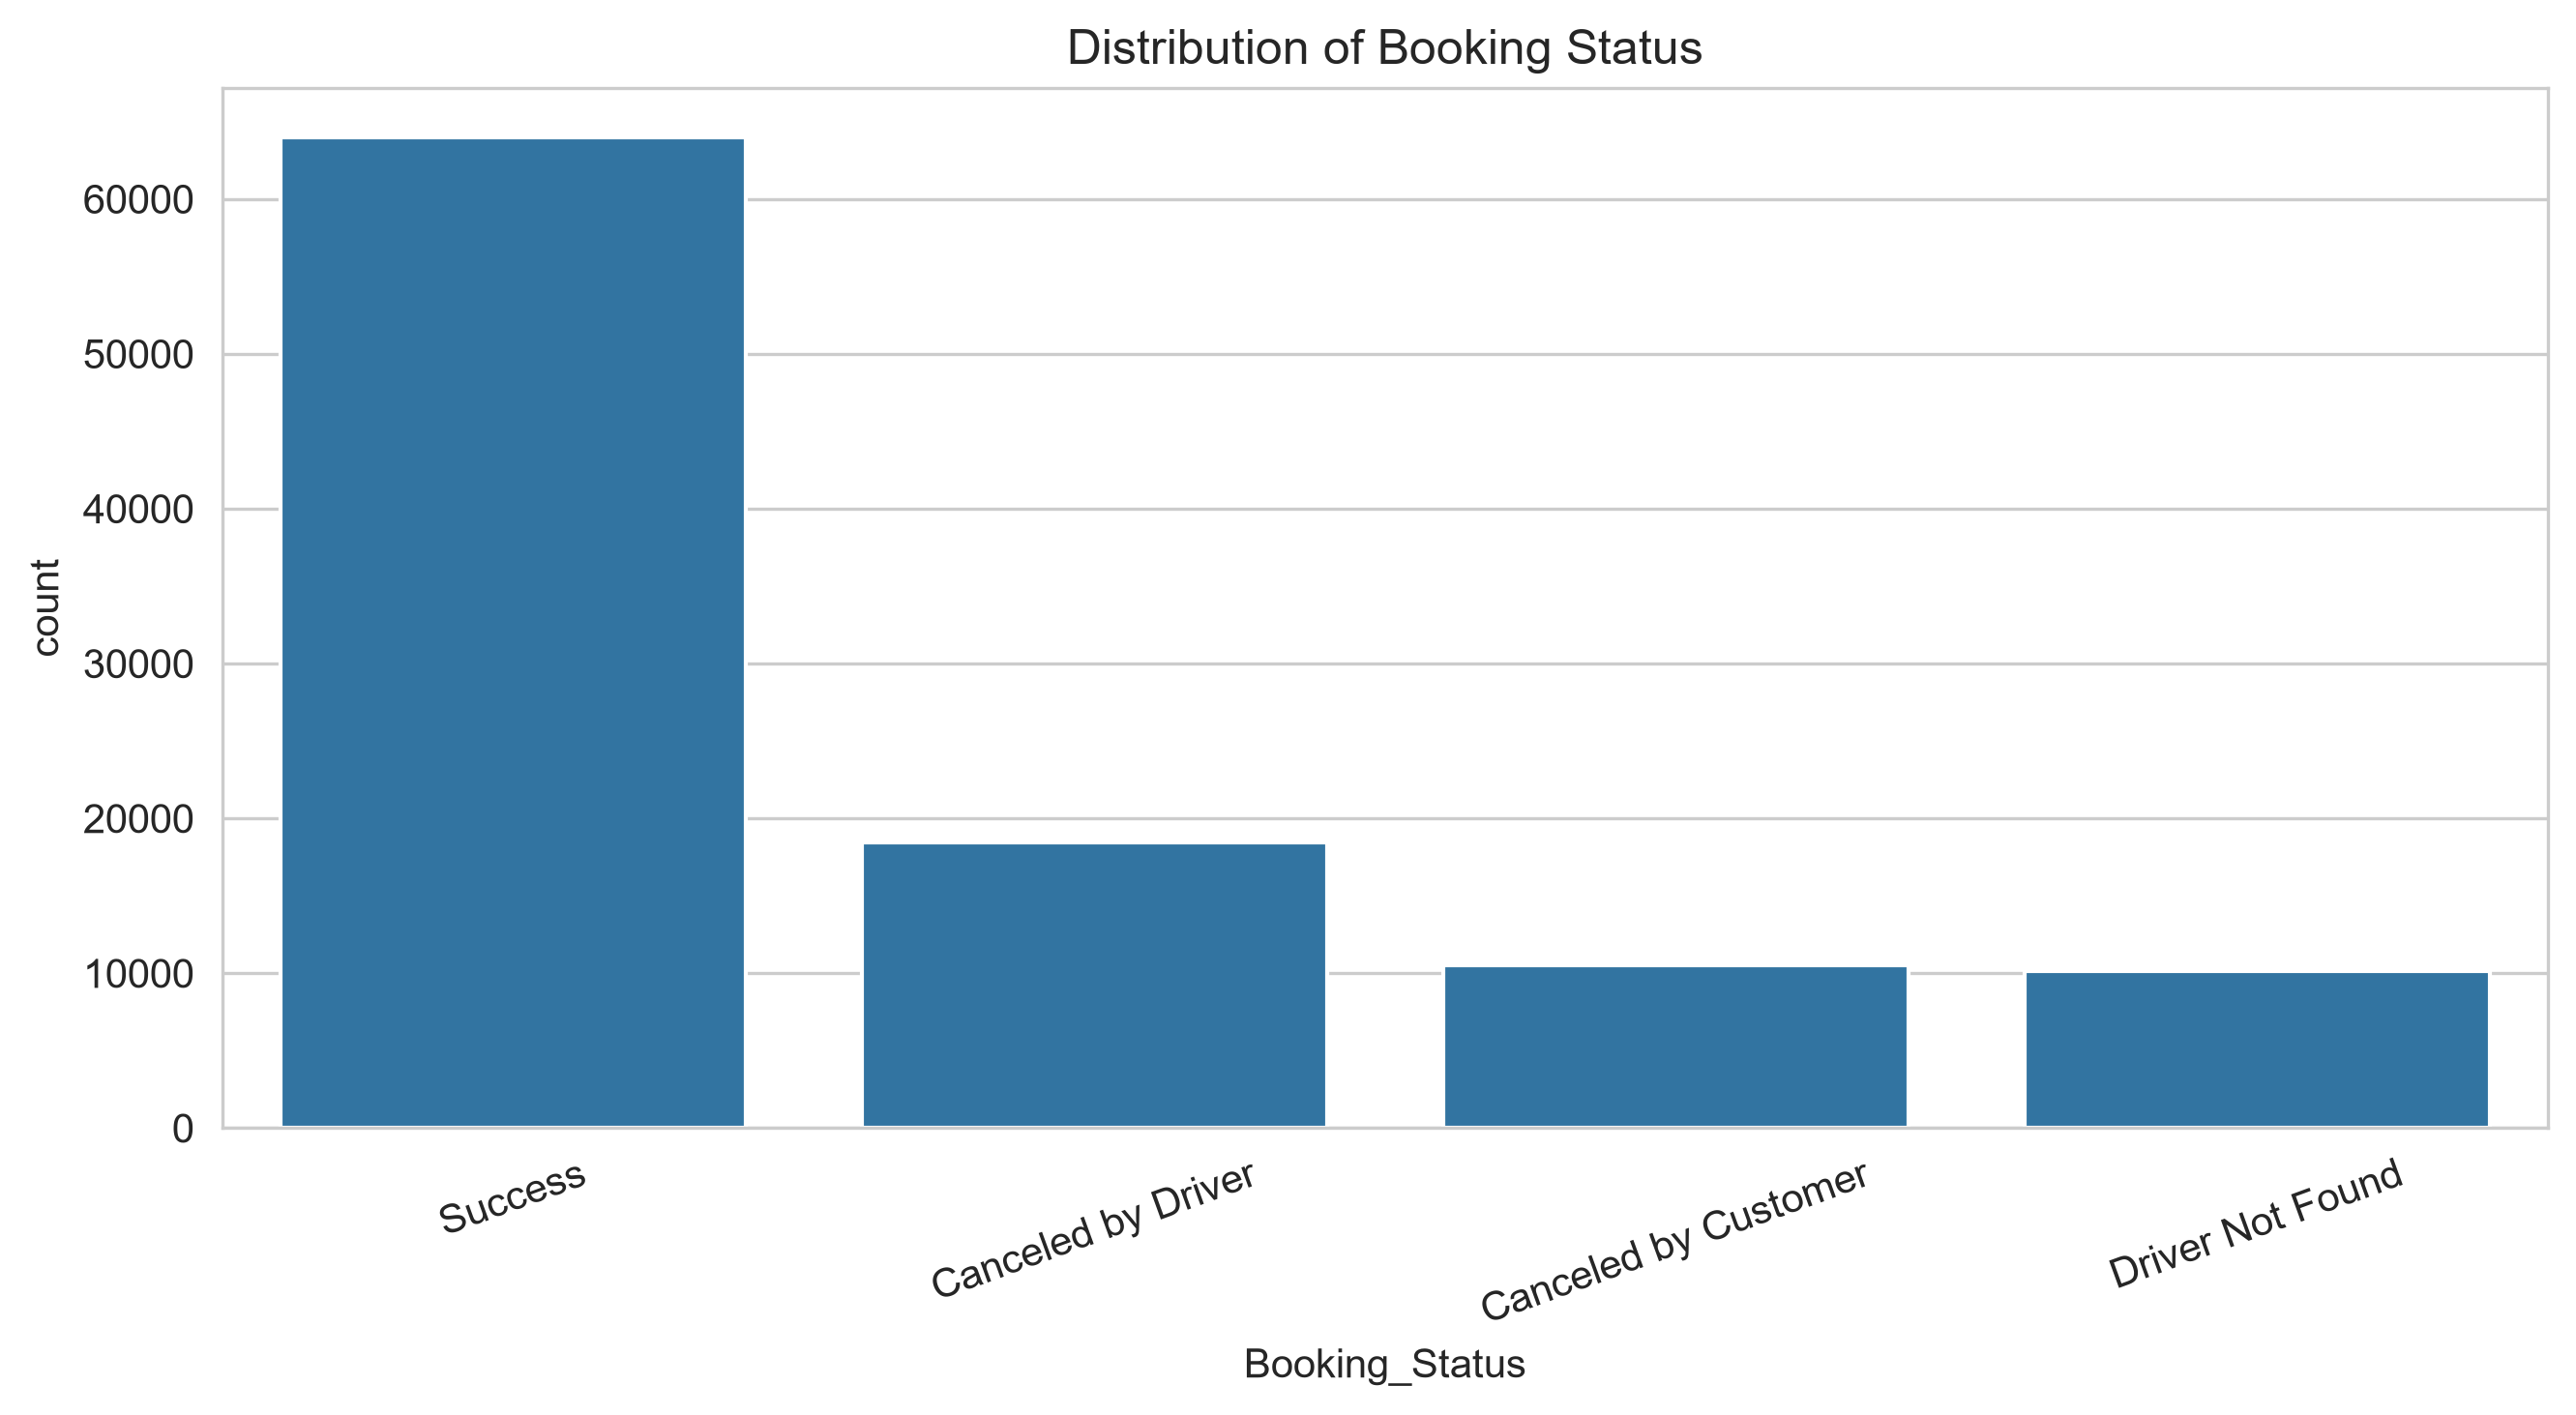 Distribution of Booking Status
60000
50000
40000
30000
20000
10000
0
count
Success
Canceled by Driver
Canceled by Customer
Driver Not Found
Booking_Status